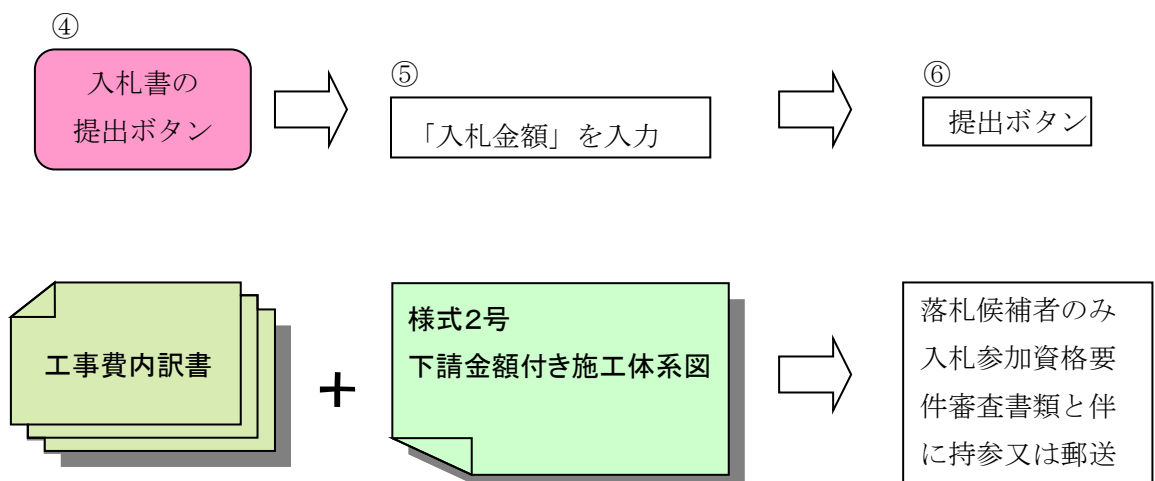 ④
入札書の
提出ボタン
⑤
「入札金額」を入力
⑥
提出ボタン
工事費内訳書
+
様式2号
下請金額付き施工体系図
落札候補者のみ
入札参加資格要
件審査書類と伴
に持参又は郵送